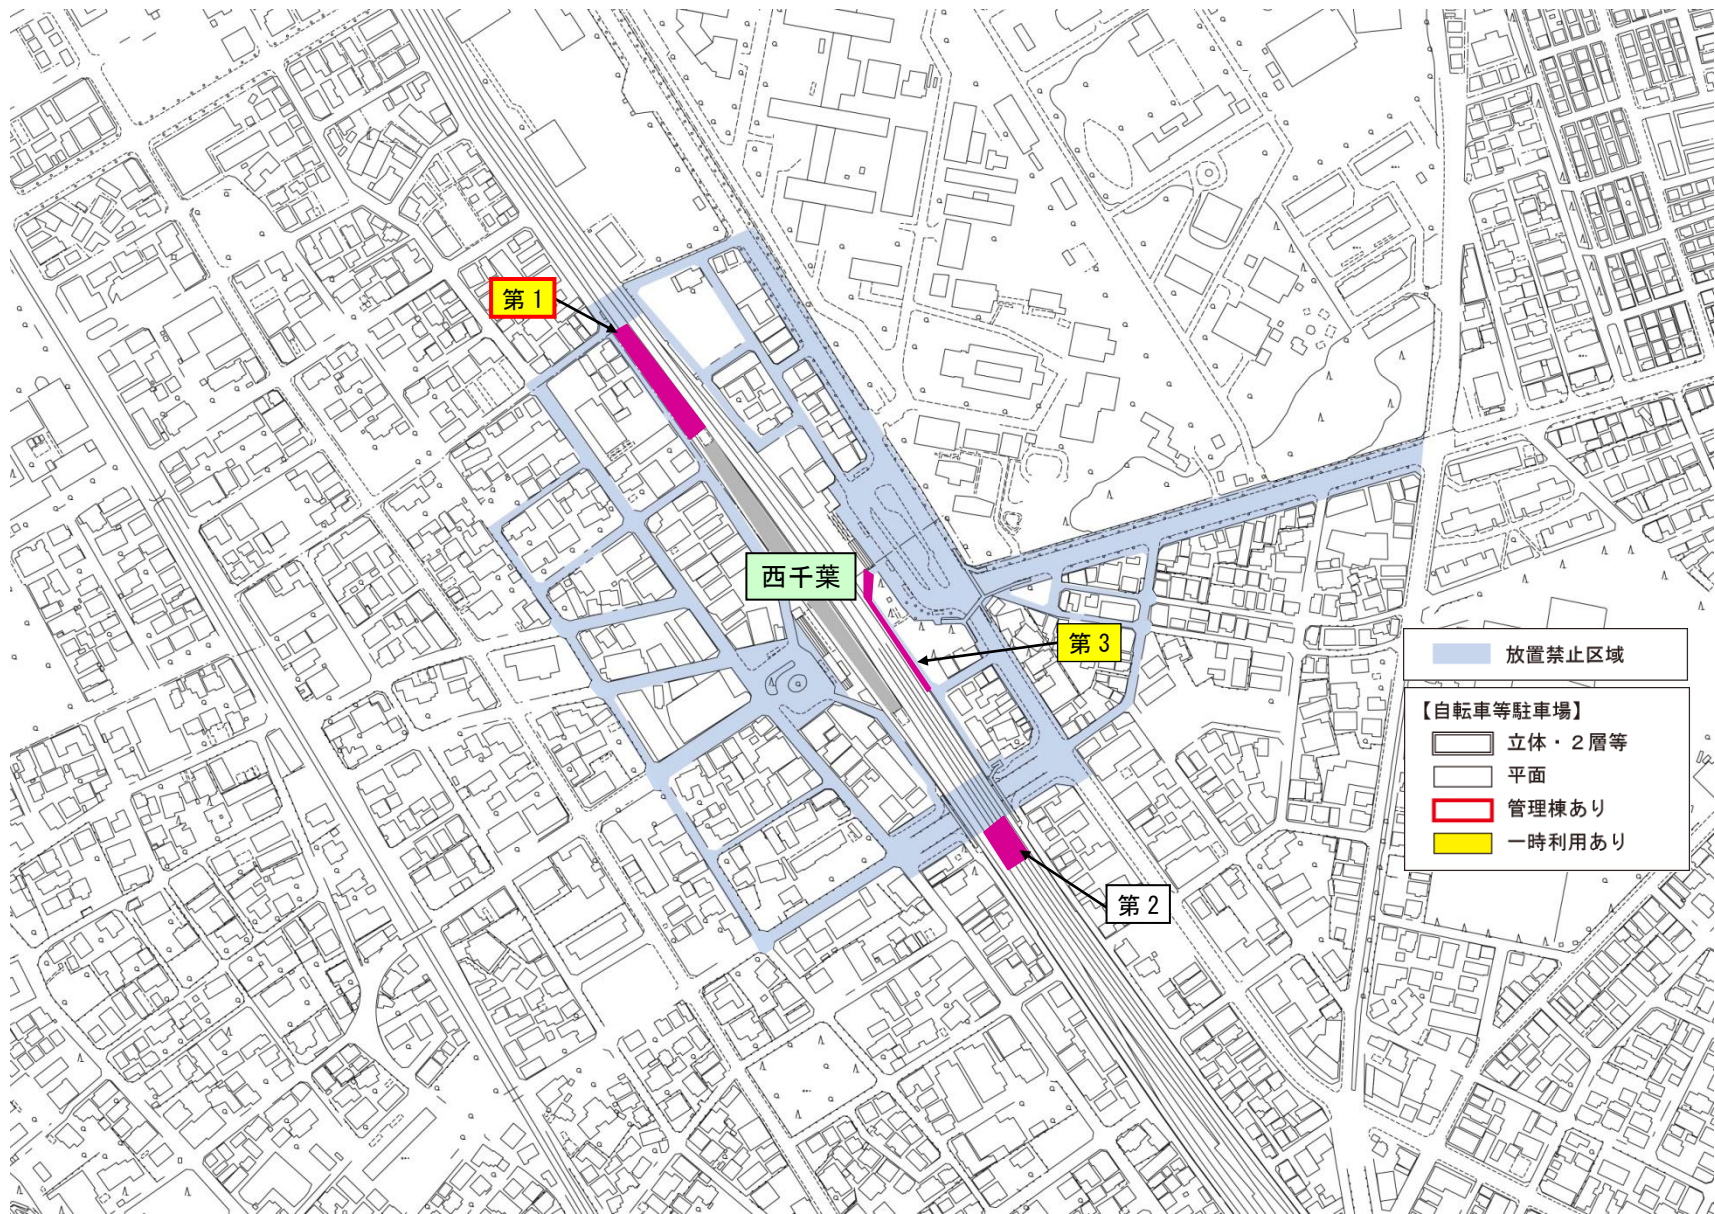 第1
西千葉
第3
第2
放置禁止区域
【自転車等駐車場】
立体・2層等
平面
管理棟あり
一時利用あり